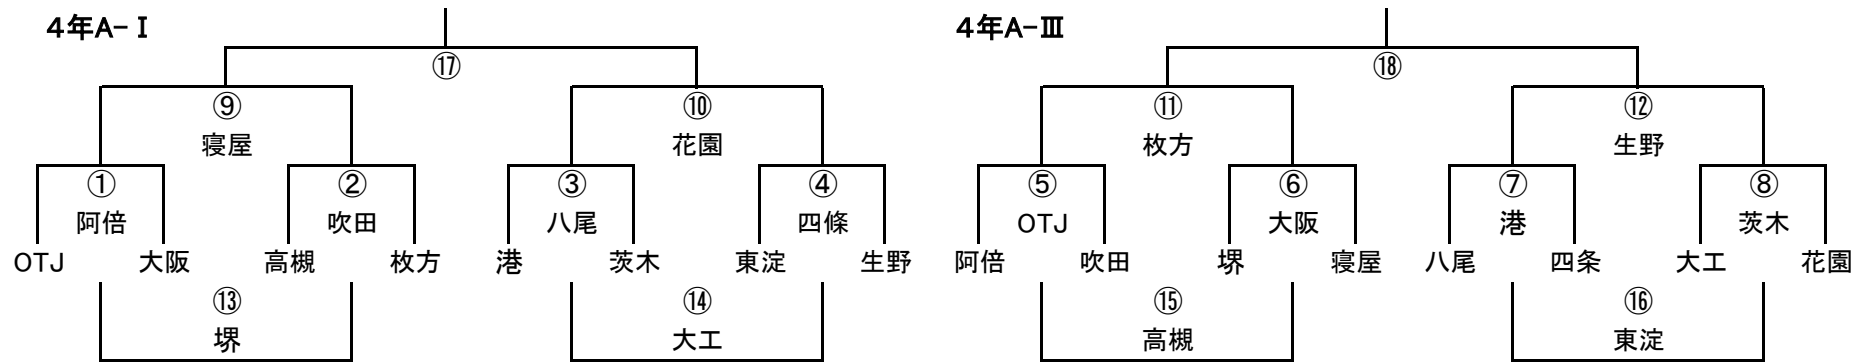 ４年A-Ⅰ ４年A-Ⅲ
⑰ ⑱
⑨ ⑩ ⑪ ⑫
寝屋 花園 枚方 生野
① ② ③ ④ ⑤ ⑥ ⑦ ⑧
阿倍 吹田 八尾 四條 OTJ 大阪 港 茨木
OTJ 大阪 高槻 枚方 港 茨木 東淀 生野 阿倍 吹田 堺 寝屋 八尾 四条 大工 花園
⑬ ⑭ ⑮ ⑯
堺 大工 高槻 東淀